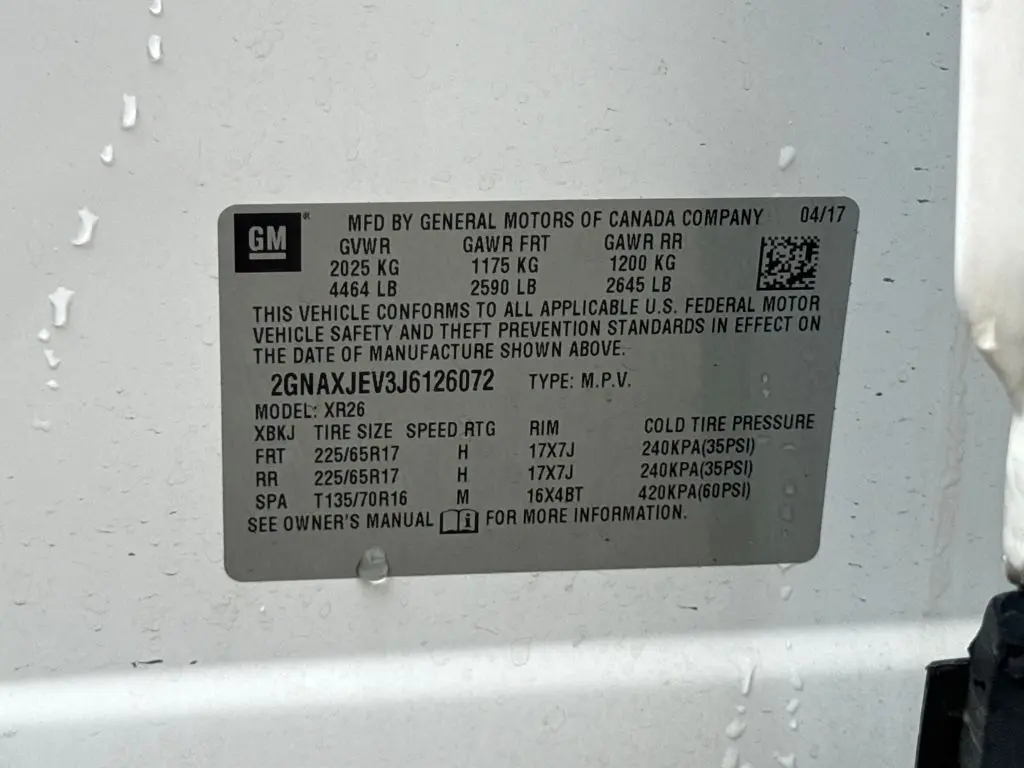 GM ® MFD BY GENERAL MOTORS OF CANADA COMPANY 04/17
GVWR GAWR FRT GAWR RR
2025 KG 1175 KG 1200 KG
4464 LB 2590 LB 2645 LB
THIS VEHICLE CONFORMS TO ALL APPLICABLE U.S. FEDERAL MOTOR
VEHICLE SAFETY AND THEFT PREVENTION STANDARDS IN EFFECT ON
THE DATE OF MANUFACTURE SHOWN ABOVE.
2GNAXJEV3J6126072 TYPE: M.P.V.
MODEL: XR26
XBKJ TIRE SIZE SPEED RTG RIM COLD TIRE PRESSURE
FRT 225/65R17 H 17X7J 240KPA(35PSI)
RR 225/65R17 H 17X7J 240KPA(35PSI)
SPA T135/70R16 M 16X4BT 420KPA(60PSI)
SEE OWNER'S MANUAL i FOR MORE INFORMATION.